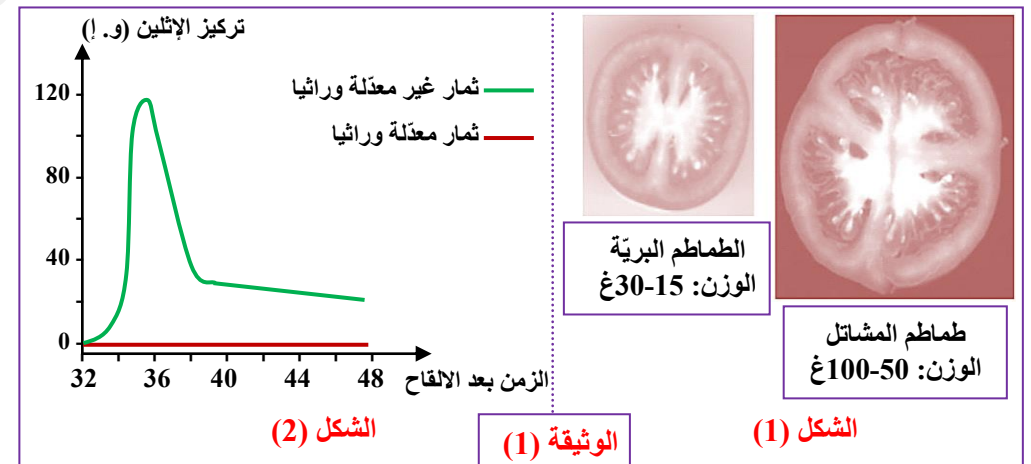 تركيز الإثلين (و. إ)
ثمار غير معدّلة وراثيا
ثمار معدّلة وراثيا
120
80
40
0
32 36 40 44 48
الزمن بعد الالقاح
الشكل (2)
الطماطم البريّة
الوزن: 15-30غ
طماطم المشاتل
الوزن: 50-100غ
الشكل (1)
الوثيقة (1)